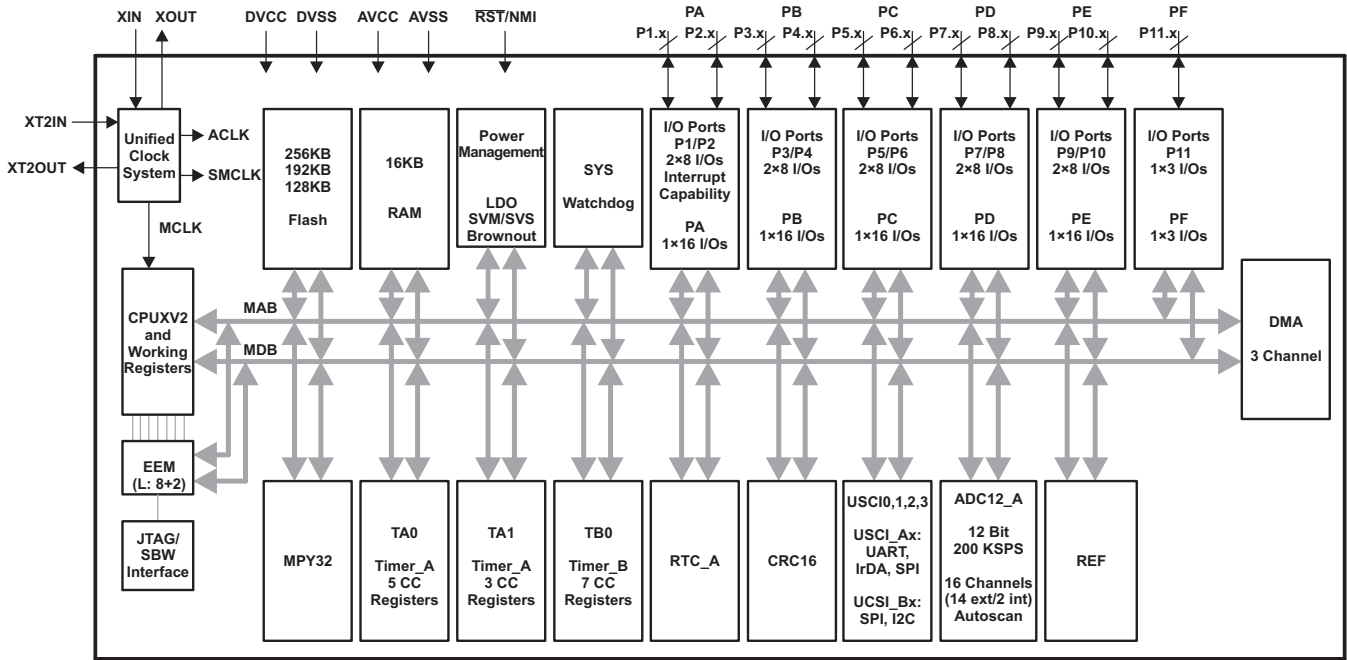 XIN XOUT DVCC DVSS AVCC AVSS RST/NMI
PA PB PC PD PE PF
P1.x P2.x P3.x P4.x P5.x P6.x P7.x P8.x P9.x P10.x P11.x
XT2IN
XT2OUT
Unified
Clock
System
ACLK
SMCLK
MCLK
256KB
192KB
128KB
Flash
16KB
RAM
Power
Management
LDO
SVM/SVS
Brownout
SYS
Watchdog
I/O Ports
P1/P2
2×8 I/Os
Interrupt
Capability
PA
1×16 I/Os
I/O Ports
P3/P4
2×8 I/Os
PB
1×16 I/Os
I/O Ports
P5/P6
2×8 I/Os
PC
1×16 I/Os
I/O Ports
P7/P8
2×8 I/Os
PD
1×16 I/Os
I/O Ports
P9/P10
2×8 I/Os
PE
1×16 I/Os
I/O Ports
P11
1×3 I/Os
PF
1×3 I/Os
CPUXV2
and
Working
Registers
MAB
MDB
DMA
3 Channel
EEM
(L: 8+2)
JTAG/
SBW
Interface
MPY32
TA0
Timer_A
5 CC
Registers
TA1
Timer_A
3 CC
Registers
TB0
Timer_B
7 CC
Registers
RTC_A
CRC16
USCI0,1,2,3
USCI_Ax:
UART,
IrDA, SPI
UCSI_Bx:
SPI, I2C
ADC12_A
12 Bit
200 KSPS
16 Channels
(14 ext/2 int)
Autoscan
REF